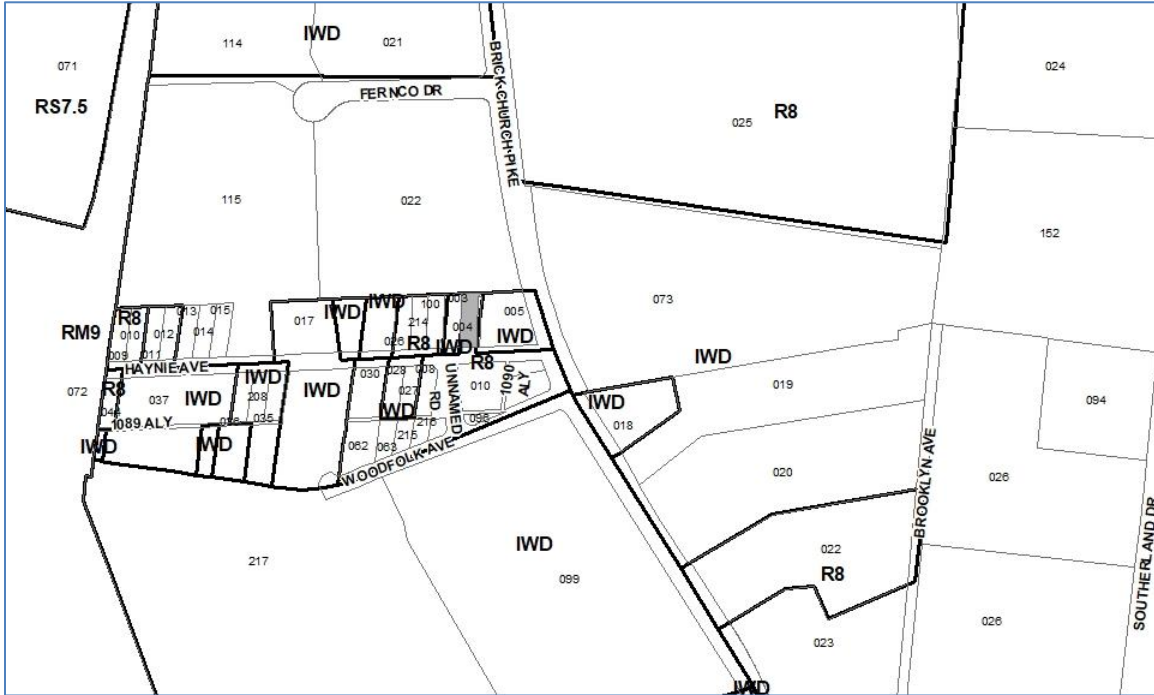 IWD
114
021
071
RS7.5
FERNCO DR
BRICK CHURCH PIKE
R8
025
024
115
022
152
073
IWD
IWD
003
100
013
015
R8
017
004
005
010
012
014
214
026
R8
IWD
IWD
RM9
009
011
HAYNIE AVE
R8
IWD
072
R8
IWD
IWD
030
028
008
010
1090 ALY
019
037
IWD
208
027
UNNAMED RD
044
035
IWD
096
IWD
018
094
1089 ALY
216
215
IWD
IWD
062
063
WOODFOLK AVE
020
026
BROOKLYN AVE
SOUTHERLAND DR
217
IWD
099
022
R8
023
026
IWD